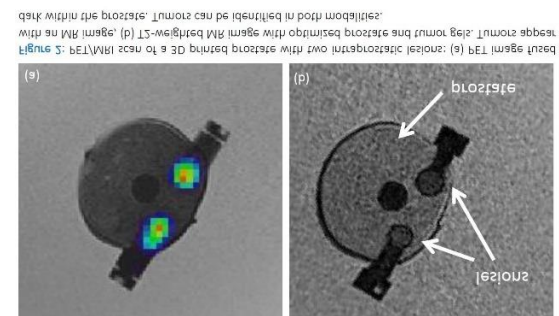 (a)
(b)
prostate
lesions
Figure 2: PET/MRI scan of a 3D printed prostate with two intraprostatic lesions: (a) PET image fused
with an MR image, (b) T2-weighted MR image with optimized prostate and tumor gels. Tumors appear
dark within the prostate. Tumors can be identified in both modalities.